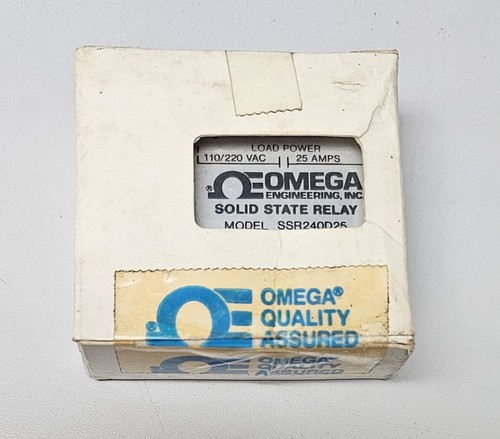 LOAD POWER
110/220 VAC 25 AMPS
® OMEGA
ENGINEERING, INC.
SOLID STATE RELAY
MODEL SSR240D25
OMEGA®
QUALITY
ASSURED
OMEGA
QUALITY